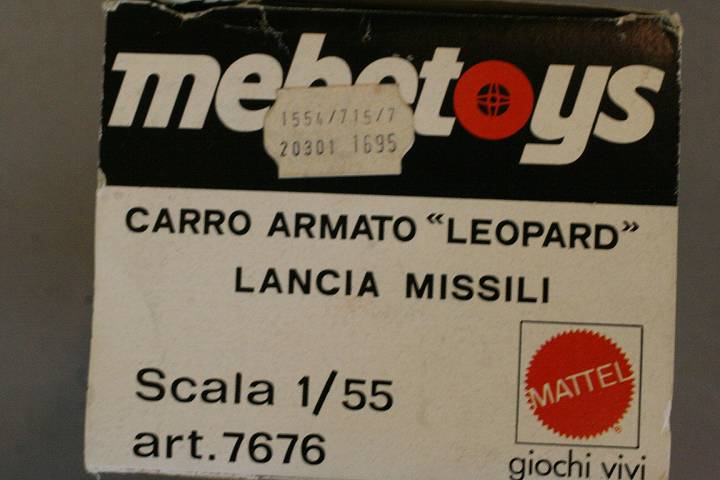 mebetoys
1554/715/7
20301 1695
CARRO ARMATO “LEOPARD”
LANCIA MISSILI
Scala 1/55
art.7676
MATTEL
®
giochi vivi